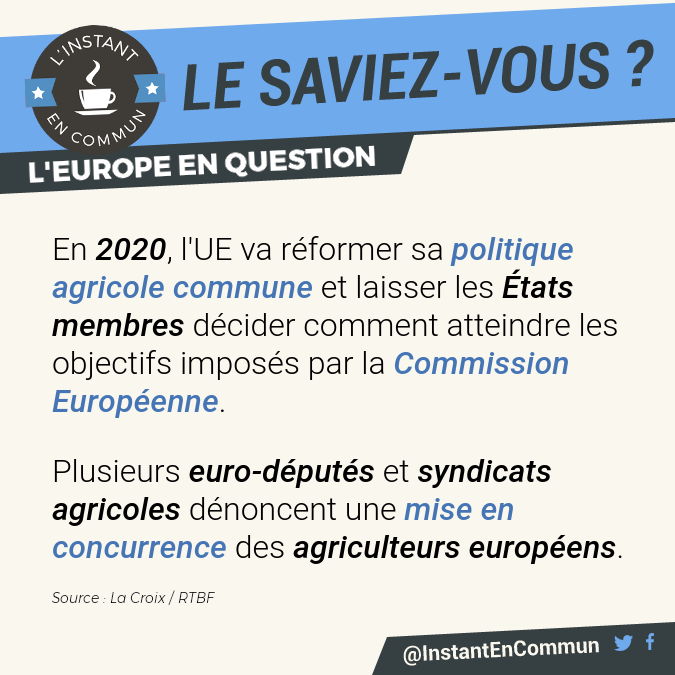 L'INSTANT
EN COMMUN
LE SAVIEZ-VOUS ?
L'EUROPE EN QUESTION
En 2020, l'UE va réformer sa politique
agricole commune et laisser les États
membres décider comment atteindre les
objectifs imposés par la Commission
Européenne.
Plusieurs euro-députés et syndicats
agricoles dénoncent une mise en
concurrence des agriculteurs européens.
Source : La Croix / RTBF
@InstantEnCommun